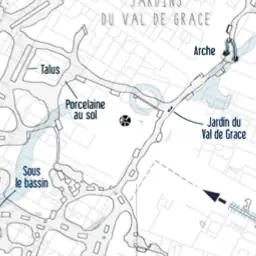 JARDINS
DU VAL DE GRACE
Arche
Talus
Porcelaine
au sol
Jardin du
Val de Grace
Sous
le bassin